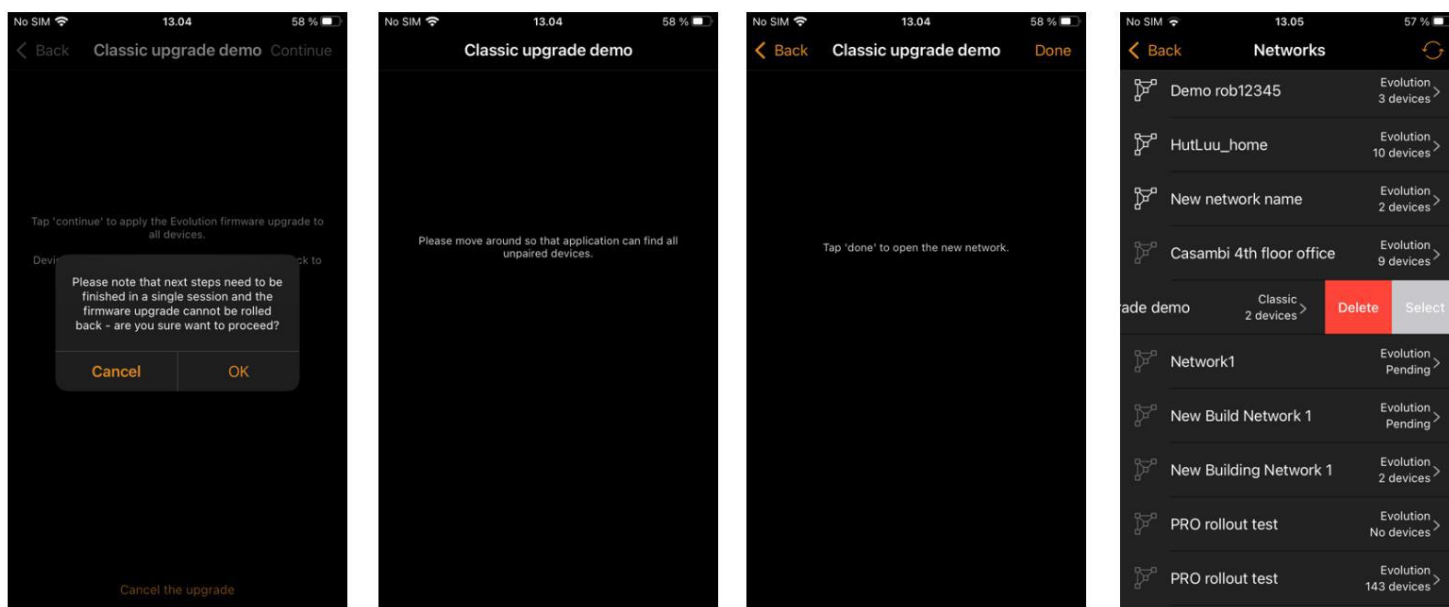 No SIM 13.04 58 %
Back Classic upgrade demo Continue
Tap 'continue' to apply the Evolution firmware upgrade to
all devices.
Devi
ck to
Please note that next steps need to be
finished in a single session and the
firmware upgrade cannot be rolled
back - are you sure want to proceed?
Cancel OK
Cancel the upgrade
No SIM 13.04 58 %
Classic upgrade demo
Please move around so that application can find all
unpaired devices.
No SIM 13.04 58 %
Back Classic upgrade demo Done
Tap 'done' to open the new network.
No SIM 13.05 57 %
Back Networks
Demo rob12345 Evolution
3 devices
HutLuu_home Evolution
10 devices
New network name Evolution
2 devices
Casambi 4th floor office Evolution
9 devices
rade demo Classic
2 devices
Delete Select
Network1 Evolution
Pending
New Build Network 1 Evolution
Pending
New Building Network 1 Evolution
2 devices
PRO rollout test Evolution
No devices
PRO rollout test Evolution
143 devices